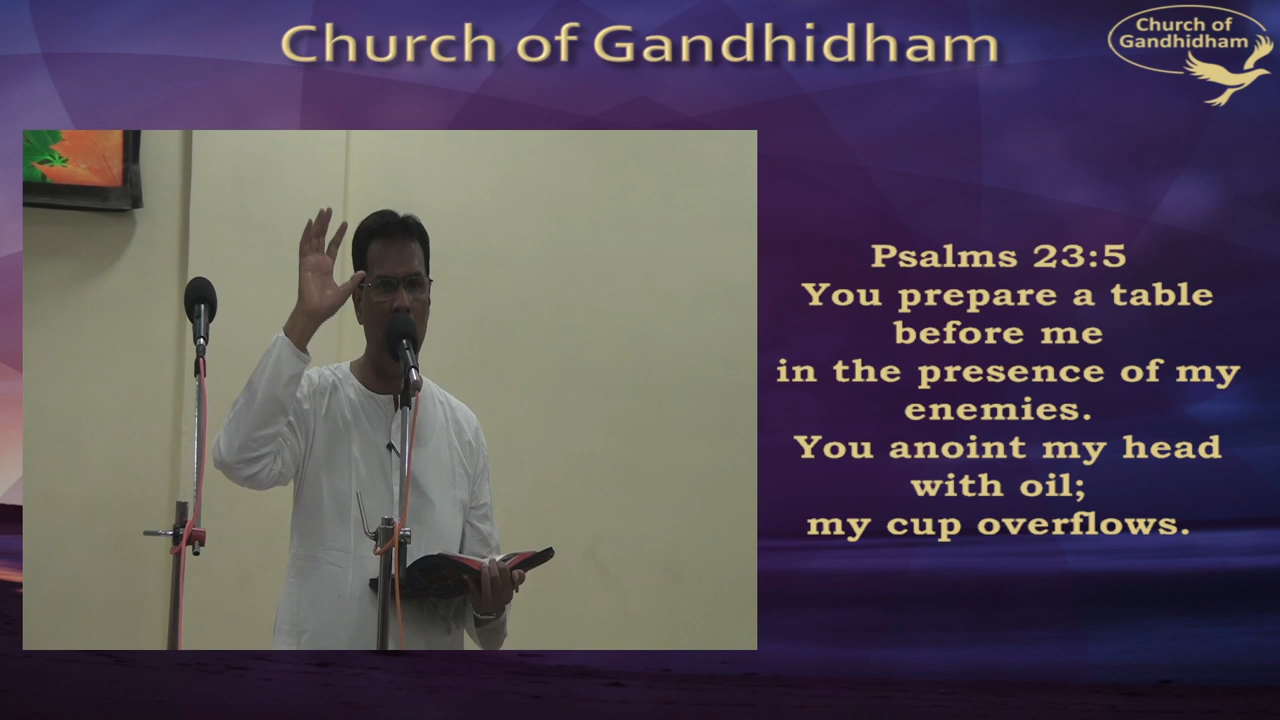 Church of Gandhidham
Church of
Gandhidham
Psalms 23:5
You prepare a table
before me
in the presence of my
enemies.
You anoint my head
with oil;
my cup overflows.